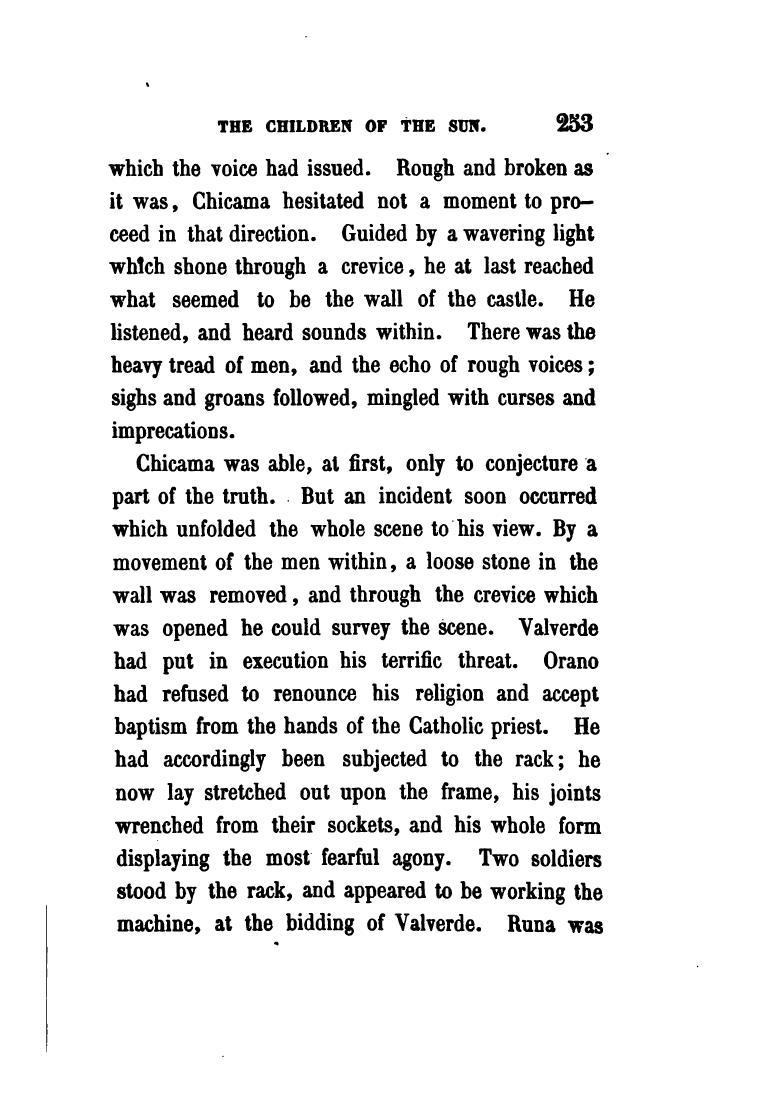 THE CHILDREN OF THE SUN. 253
which the voice had issued. Rough and broken as
it was, Chicama hesitated not a moment to pro-
ceed in that direction. Guided by a wavering light
which shone through a crevice, he at last reached
what seemed to be the wall of the castle. He
listened, and heard sounds within. There was the
heavy tread of men, and the echo of rough voices;
sighs and groans followed, mingled with curses and
imprecations.
Chicama was able, at first, only to conjecture a
part of the truth. But an incident soon occurred
which unfolded the whole scene to his view. By a
movement of the men within, a loose stone in the
wall was removed, and through the crevice which
was opened he could survey the scene. Valverde
had put in execution his terrific threat. Orano
had refused to renounce his religion and accept
baptism from the hands of the Catholic priest. He
had accordingly been subjected to the rack; he
now lay stretched out upon the frame, his joints
wrenched from their sockets, and his whole form
displaying the most fearful agony. Two soldiers
stood by the rack, and appeared to be working the
machine, at the bidding of Valverde. Runa was